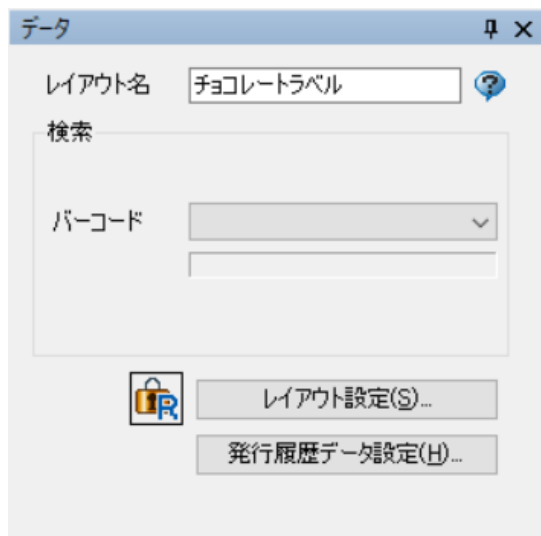 データ
レイアウト名 チョコレートラベル
検索
バーコード
R
レイアウト設定(S)...
発行履歴データ設定(H)...